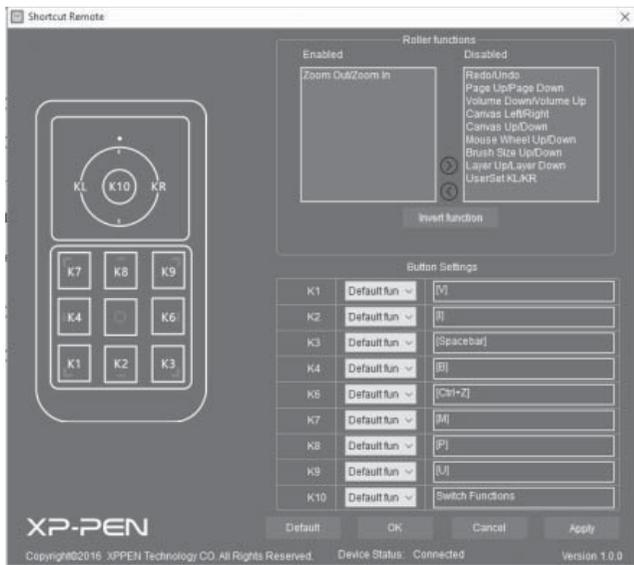 Shortcut Remote
Roller functions
Enabled
Disabled
Zoom Out/Zoom In
Redo/Undo
Page Up/Page Down
Volume Down/Volume Up
Canvas Left/Right
Canvas Up/Down
Mouse Wheel Up/Down
Brush Size Up/Down
Layer Up/Layer Down
UserSet KL/KR
Invert function
KL K10 KR
K7 K8 K9
K4 K6
K1 K2 K3
Button Settings
K1 Default fun [V]
K2 Default fun [I]
K3 Default fun [Spacebar]
K4 Default fun [B]
K6 Default fun [Ctrl+Z]
K7 Default fun [M]
K8 Default fun [P]
K9 Default fun [U]
K10 Default fun Switch Functions
XP-PEN
Default OK Cancel Apply
Copyright©2016 XPPEN Technology CO. All Rights Reserved. Device Status: Connected Version 1.0.0